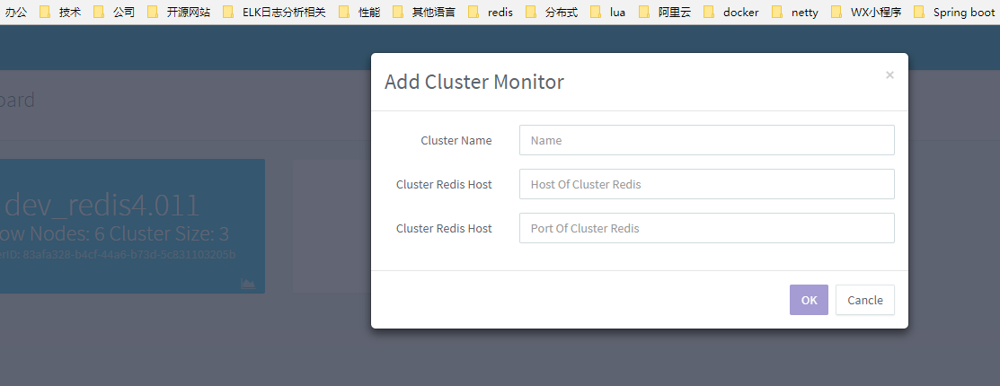 办公 技术 公司 开源网站 ELK日志分析相关 性能 其他语言 redis 分布式 lua 阿里云 docker netty WX小程序 Spring boot
Add Cluster Monitor ×
oard
Cluster Name Name
Cluster Redis Host Host Of Cluster Redis
dev_redis4.011
ow Nodes: 6 Cluster Size: 3
Cluster Redis Host Port Of Cluster Redis
erID: 83afa328-b4cf-44a6-b73d-5c831103205b
OK Cancle